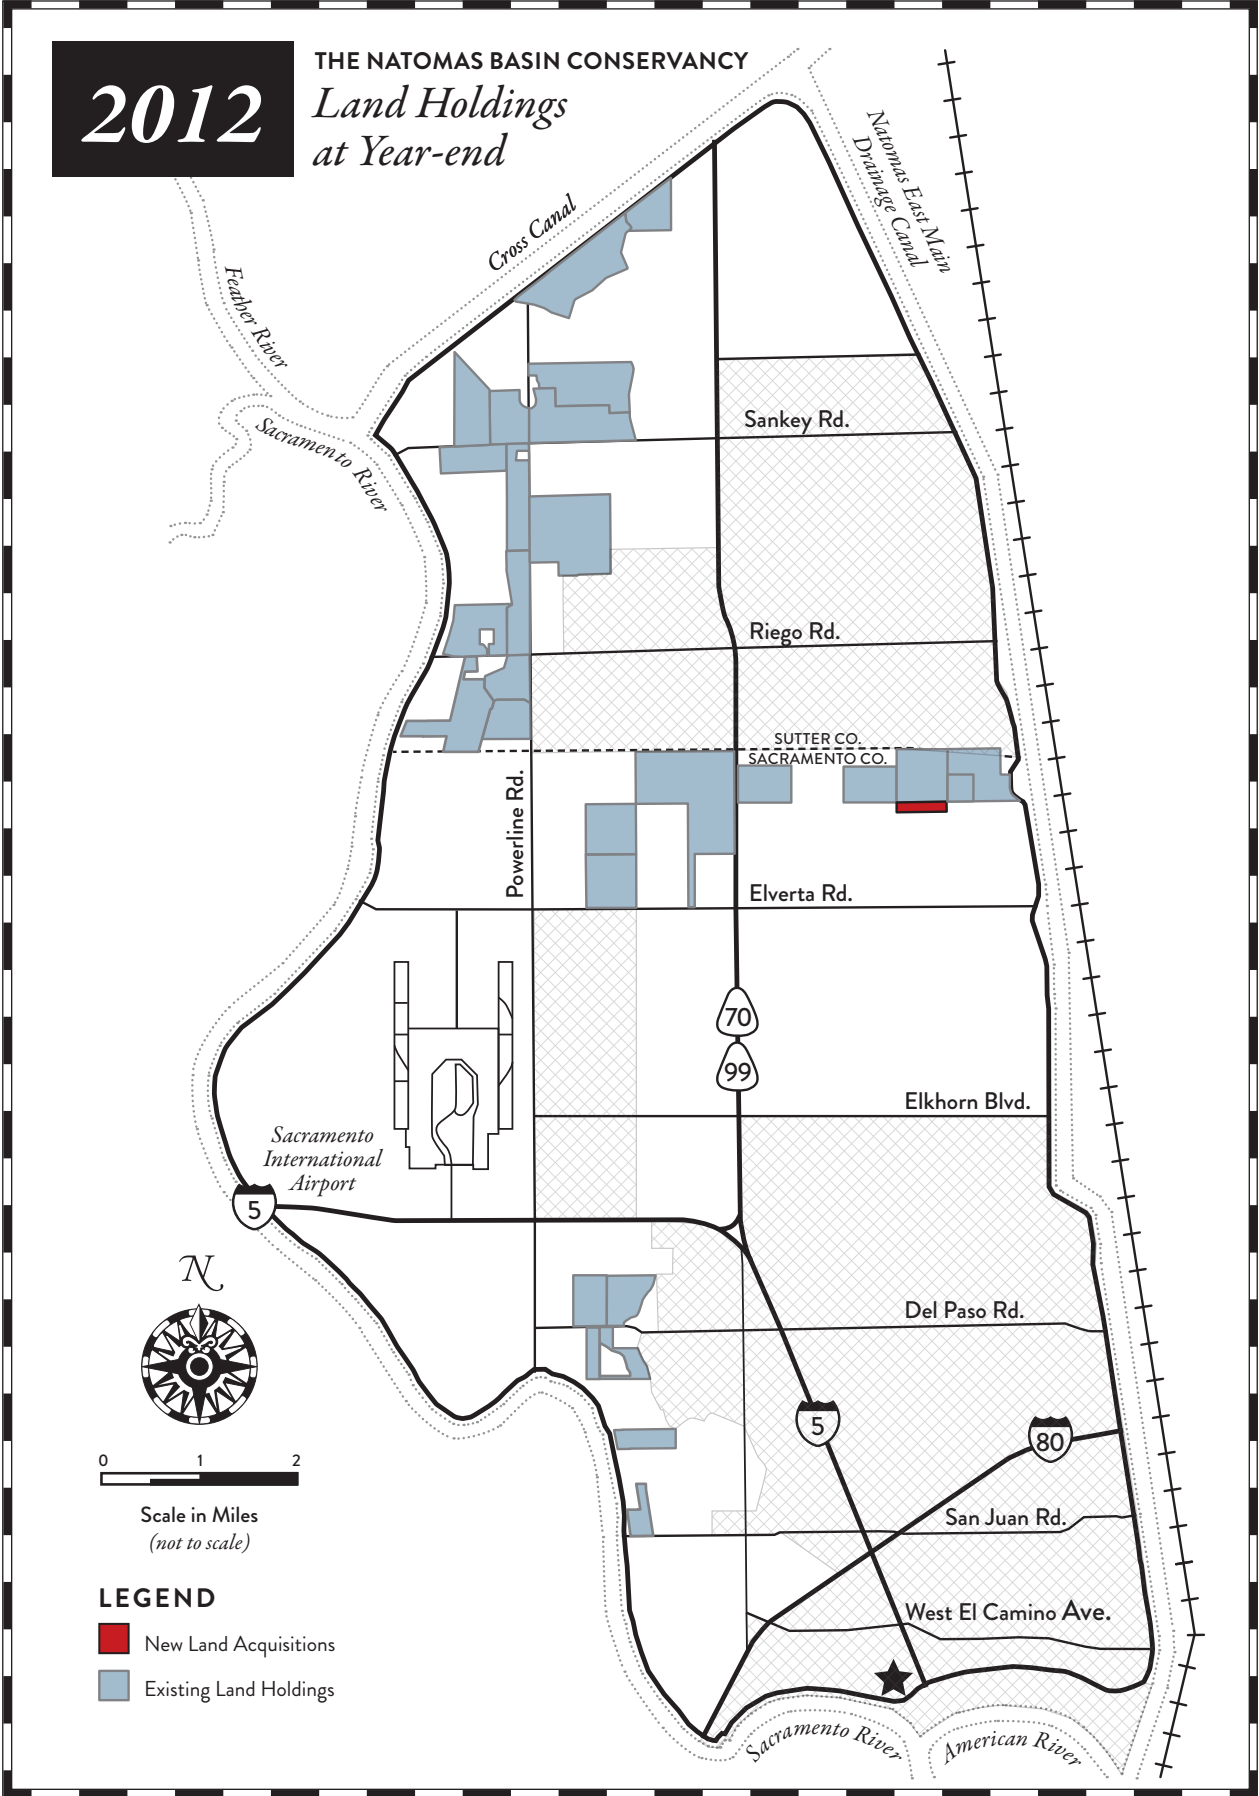 2012
THE NATOMAS BASIN CONSERVANCY
Land Holdings
at Year-end
Natomas East Main
Drainage Canal
Cross Canal
Feather River
Sacramento River
Sankey Rd.
Riego Rd.
SUTTER CO.
SACRAMENTO CO.
Powerline Rd.
Elverta Rd.
70
99
Elkhorn Blvd.
Sacramento
International
Airport
5
N
Del Paso Rd.
5
80
0 1 2
Scale in Miles
(not to scale)
San Juan Rd.
LEGEND
New Land Acquisitions
Existing Land Holdings
West El Camino Ave.
Sacramento River
American River